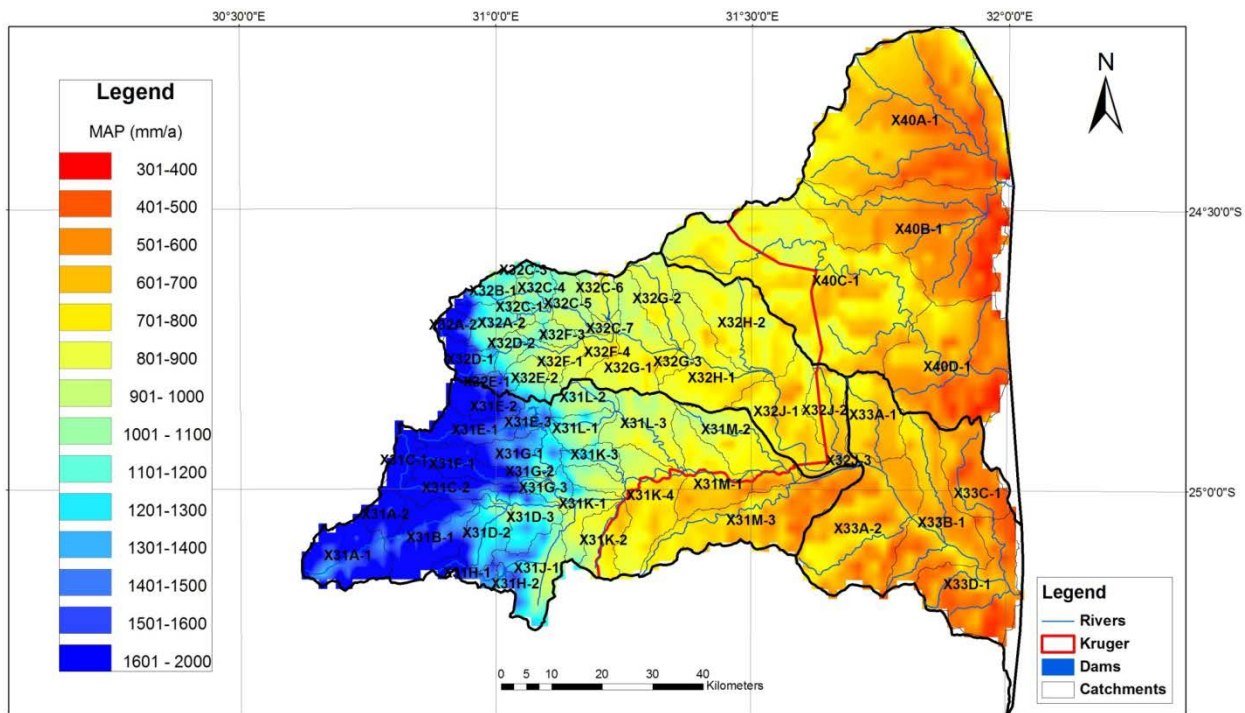 30°30'0"E
31°0'0"E
31°30'0"E
32°0'0"E
Legend
MAP (mm/a)
301-400
401-500
501-600
601-700
701-800
801-900
901- 1000
1001 - 1100
1101-1200
1201-1300
1301-1400
1401-1500
1501-1600
1601 - 2000
N
X40A-1
24°30'0"S
X40B-1
X40C-1
X32C-3
X32B-1
X32C-4
X32C-6
X32C-1
X32C-5
X32G-2
X32A-2
X32A-2
X32C-7
X32H-2
X32F-3
X32D-2
X32F-4
X32D-1
X32F-1
X32G-1
X32G-3
X40D-1
X32E-1
X32E-2
X32H-1
X31E-2
X31L-2
X32J-1
X32J-2
X33A-1
X31E-1
X31E-3
X31L-1
X31L-3
X31M-2
X31C-1
X31F-1
X31G-1
X31K-3
X32J-3
X31G-2
X31C-2
X31G-3
X31K-1
X31K-4
X31M-1
X33C-1
25°0'0"S
X31A-2
X31D-3
X31M-3
X33A-2
X33B-1
X31B-1
X31D-2
X31K-2
X31A-1
X31H-1
X31J-1
X31H-2
X33D-1
Legend
Rivers
Kruger
Dams
Catchments
0 5 10 20 30 40
Kilometers